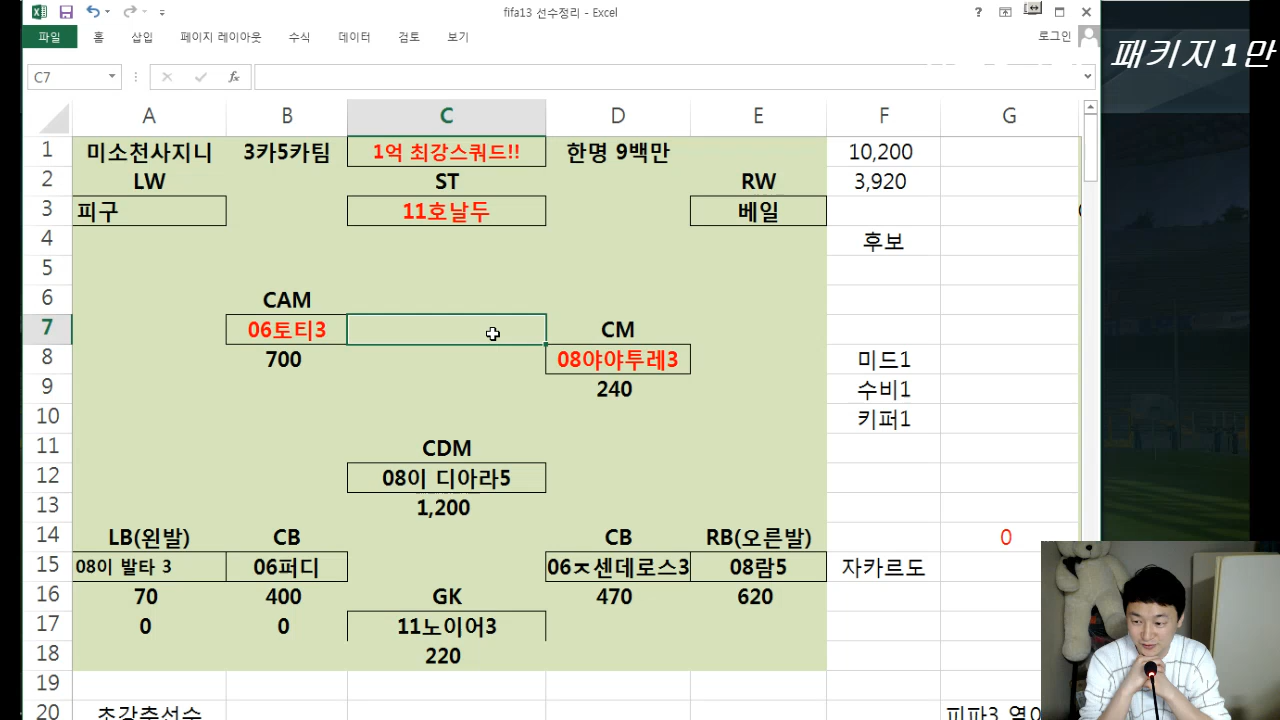 fifa13 선수정리 - Excel
파일 홈 삽입 페이지 레이아웃 수식 데이터 검토 보기 로그인
패키지1만
C7
A B C D E F G
1 미소천사지니 3카5카팀 1억 최강스쿼드!! 한명 9백만 10,200
2 LW ST RW 3,920
3 피구 11호날두 베일
4 후보
5
6 CAM
7 06토티3 CM
8 700 08야야투레3 미드1
9 240 수비1
10 키퍼1
11 CDM
12 08이 디아라5
13 1,200
14 LB(왼발) CB CB RB(오른발) 0
15 08이 발타 3 06퍼디 06ㅈ센데로스3 08람5 자카르도
16 70 400 GK 470 620
17 0 0 11노이어3
18 220
19
20 초강추선수 피파3